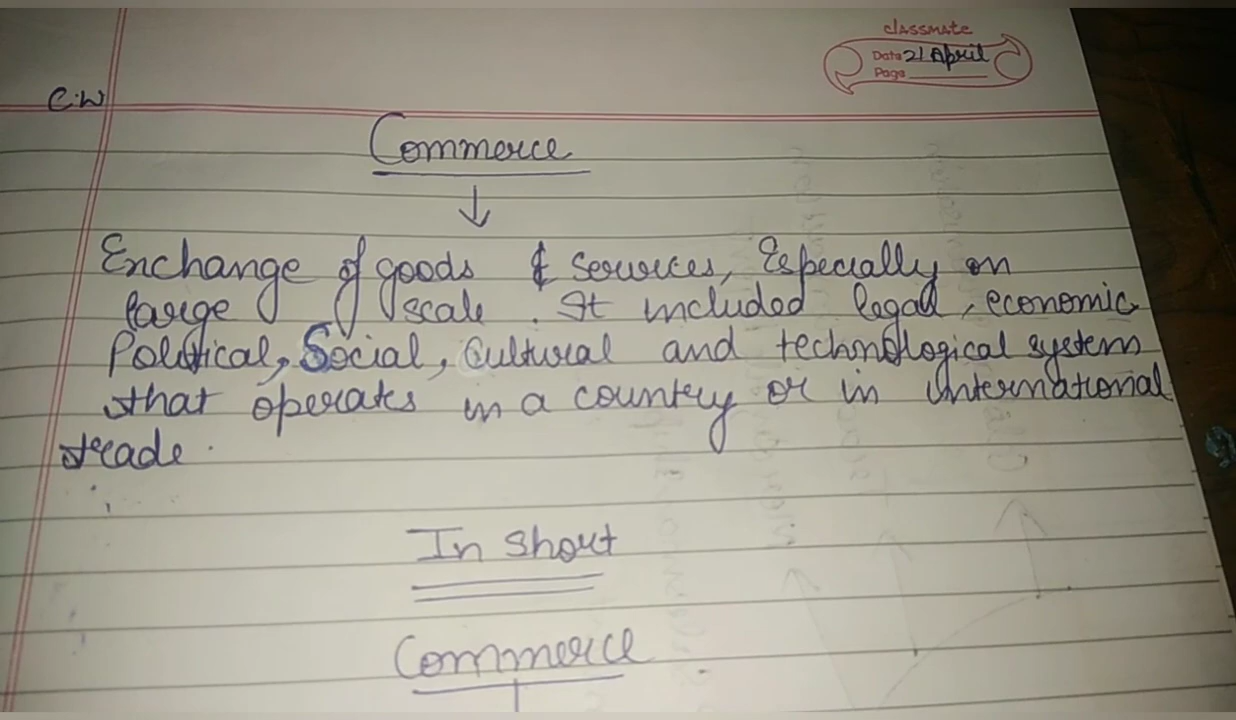 classmate
Date 21 April
Page
C.W
Commerce
Exchange of goods & services, Especially on
large scale. It included legal, economic
Political, Social, Cultural and technological system
that operates in a country or in international
trade.
In Short
Commerce